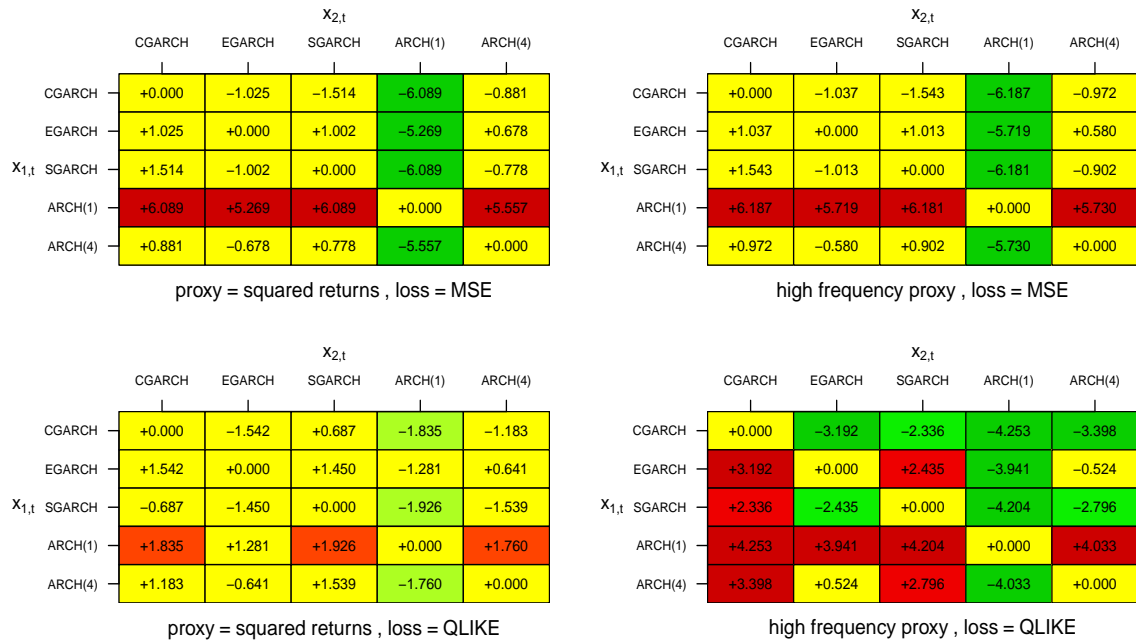 x2,t
CGARCH EGARCH SGARCH ARCH(1) ARCH(4)
CGARCH +0.000 −1.025 −1.514 −6.089 −0.881
EGARCH +1.025 +0.000 +1.002 −5.269 +0.678
x1,t SGARCH +1.514 −1.002 +0.000 −6.089 −0.778
ARCH(1) +6.089 +5.269 +6.089 +0.000 +5.557
ARCH(4) +0.881 −0.678 +0.778 −5.557 +0.000
proxy = squared returns , loss = MSE
x2,t
CGARCH EGARCH SGARCH ARCH(1) ARCH(4)
CGARCH +0.000 −1.037 −1.543 −6.187 −0.972
EGARCH +1.037 +0.000 +1.013 −5.719 +0.580
x1,t SGARCH +1.543 −1.013 +0.000 −6.181 −0.902
ARCH(1) +6.187 +5.719 +6.181 +0.000 +5.730
ARCH(4) +0.972 −0.580 +0.902 −5.730 +0.000
high frequency proxy , loss = MSE
x2,t
CGARCH EGARCH SGARCH ARCH(1) ARCH(4)
CGARCH +0.000 −1.542 +0.687 −1.835 −1.183
EGARCH +1.542 +0.000 +1.450 −1.281 +0.641
x1,t SGARCH −0.687 −1.450 +0.000 −1.926 −1.539
ARCH(1) +1.835 +1.281 +1.926 +0.000 +1.760
ARCH(4) +1.183 −0.641 +1.539 −1.760 +0.000
proxy = squared returns , loss = QLIKE
x2,t
CGARCH EGARCH SGARCH ARCH(1) ARCH(4)
CGARCH +0.000 −3.192 −2.336 −4.253 −3.398
EGARCH +3.192 +0.000 +2.435 −3.941 −0.524
x1,t SGARCH +2.336 −2.435 +0.000 −4.204 −2.796
ARCH(1) +4.253 +3.941 +4.204 +0.000 +4.033
ARCH(4) +3.398 +0.524 +2.796 −4.033 +0.000
high frequency proxy , loss = QLIKE